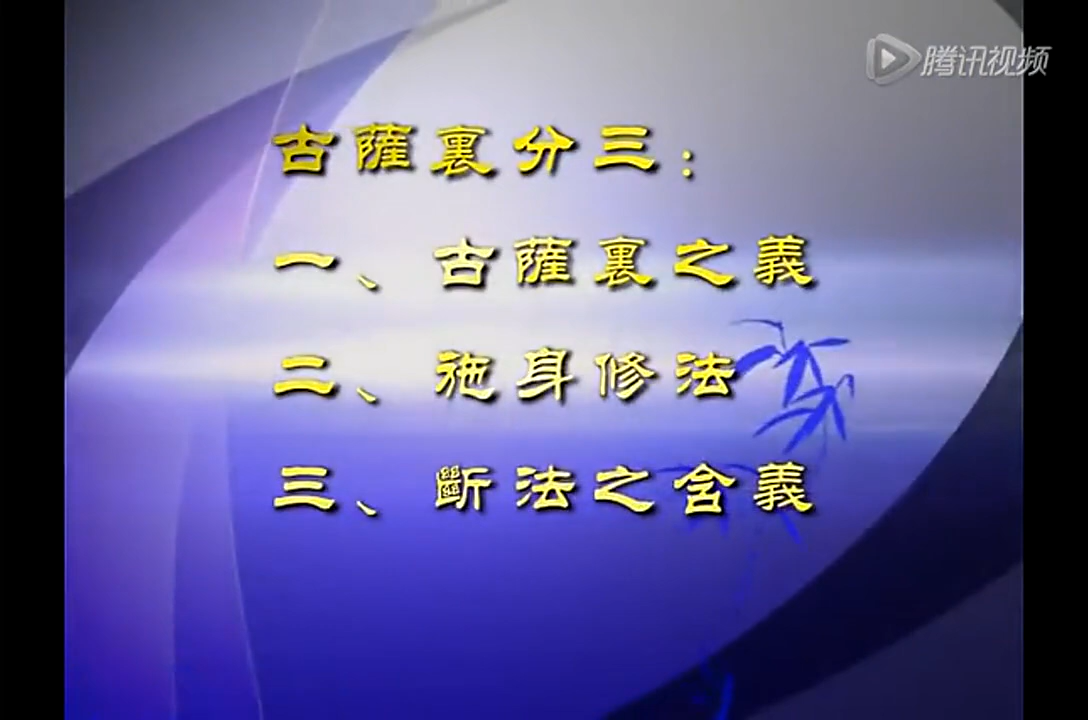 腾讯视频
古薩裏分三：
一、古薩裏之義
二、施身修法
三、斷法之含義